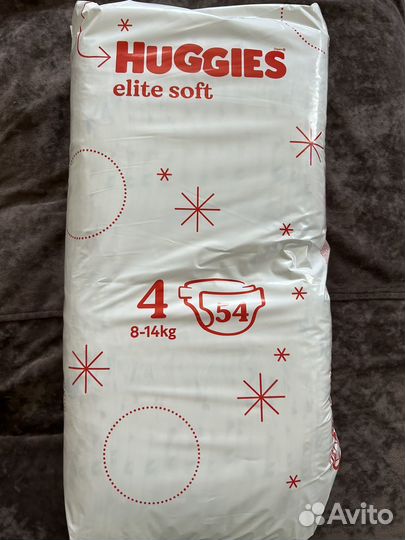 HUGGIES
elite soft
4
54
8-14kg
Avito